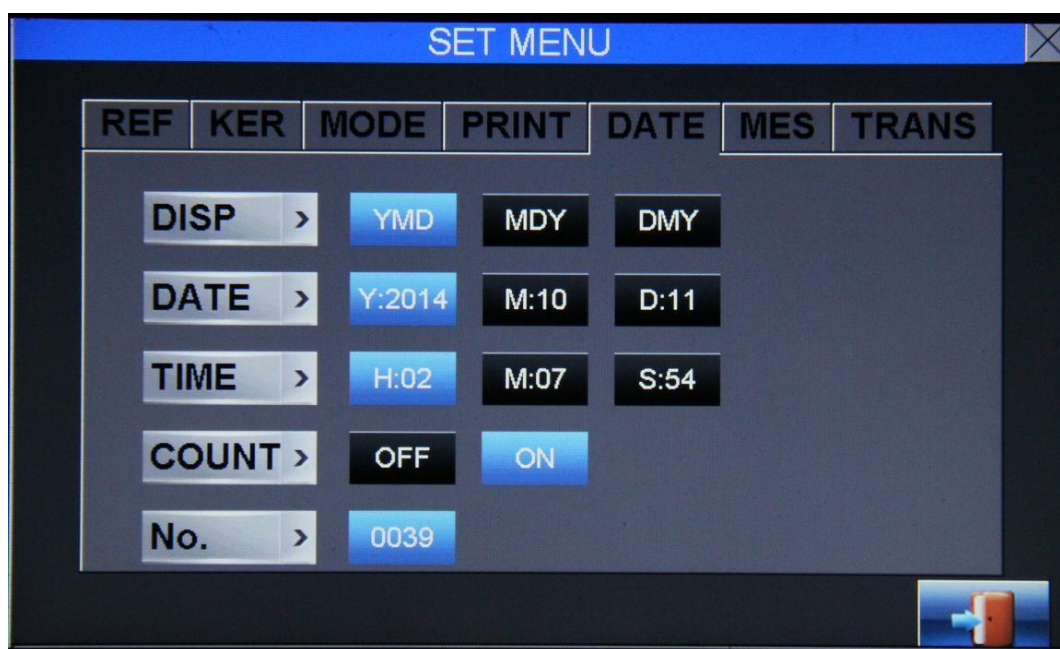 SET MENU
REF KER MODE PRINT DATE MES TRANS
DISP > YMD MDY DMY
DATE > Y:2014 M:10 D:11
TIME > H:02 M:07 S:54
COUNT > OFF ON
No. > 0039